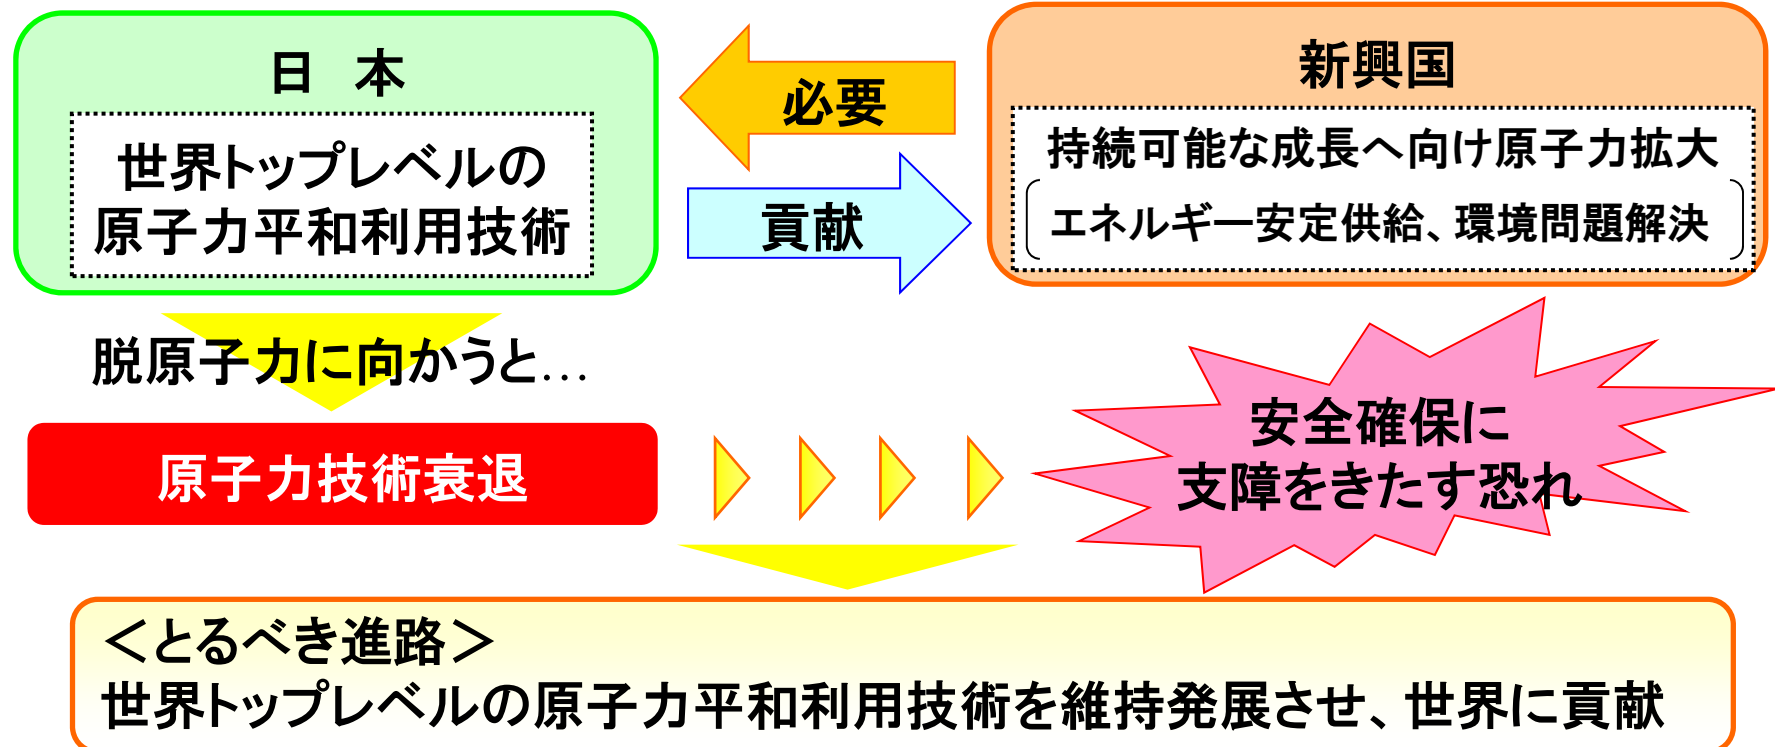 日　本
世界トップレベルの
原子力平和利用技術
必要
貢献
新興国
持続可能な成長へ向け原子力拡大
エネルギー安定供給、環境問題解決
脱原子力に向かうと…
原子力技術衰退
安全確保に
支障をきたす恐れ
＜とるべき進路＞
世界トップレベルの原子力平和利用技術を維持発展させ、世界に貢献